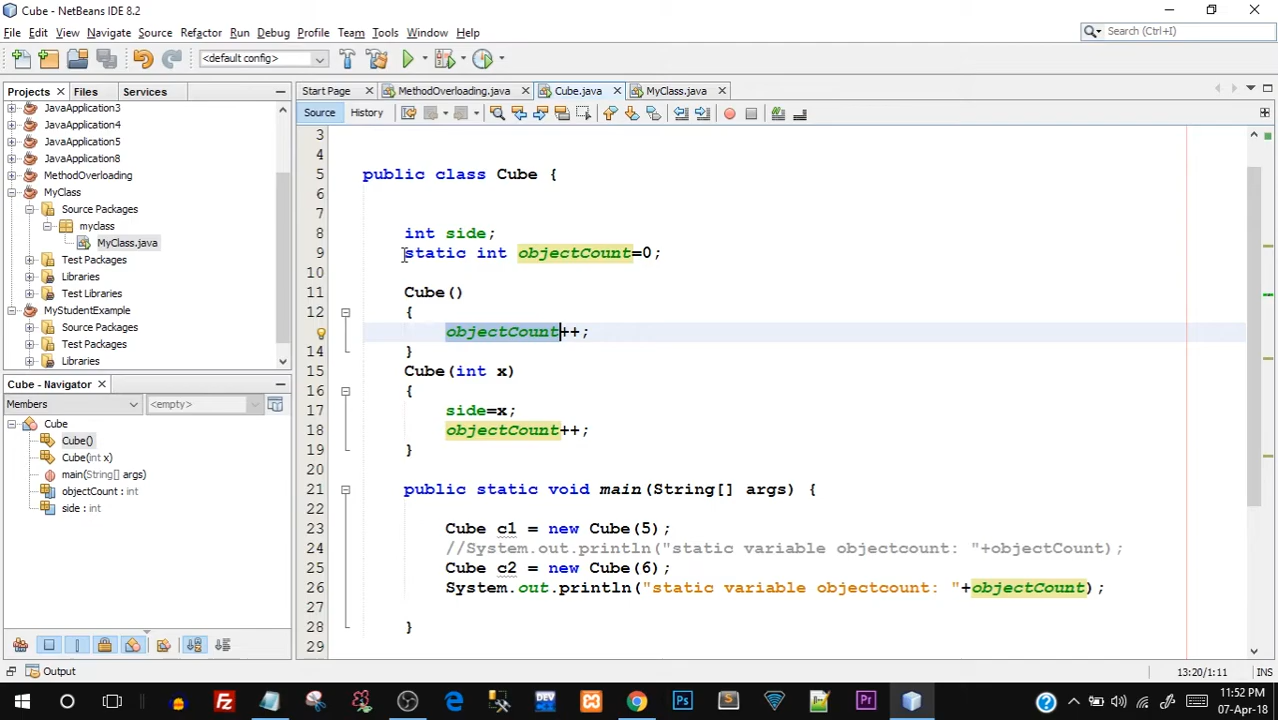 Cube - NetBeans IDE 8.2
File Edit View Navigate Source Refactor Run Debug Profile Team Tools Window Help
Search (Ctrl+I)
<default config>
Projects Files Services
Start Page MethodOverloading.java Cube.java MyClass.java
Source History
JavaApplication3
JavaApplication4
JavaApplication5
JavaApplication8
MethodOverloading
MyClass
Source Packages
myclass
MyClass.java
Test Packages
Libraries
Test Libraries
MyStudentExample
Source Packages
Test Packages
Libraries
Cube - Navigator
Members <empty>
Cube
Cube()
Cube(int x)
main(String[] args)
objectCount : int
side : int
3
4
5 public class Cube {
6
7
8 int side;
9 static int objectCount=0;
10
11 Cube()
12 {
objectCount++;
14 }
15 Cube(int x)
16 {
17 side=x;
18 objectCount++;
19 }
20
21 public static void main(String[] args) {
22
23 Cube c1 = new Cube(5);
24 //System.out.println("static variable objectcount: "+objectCount);
25 Cube c2 = new Cube(6);
26 System.out.println("static variable objectcount: "+objectCount);
27
28 }
29
Output
13:20/1:11 INS
DEV
Ps
S
Pr
11:52 PM
07-Apr-18